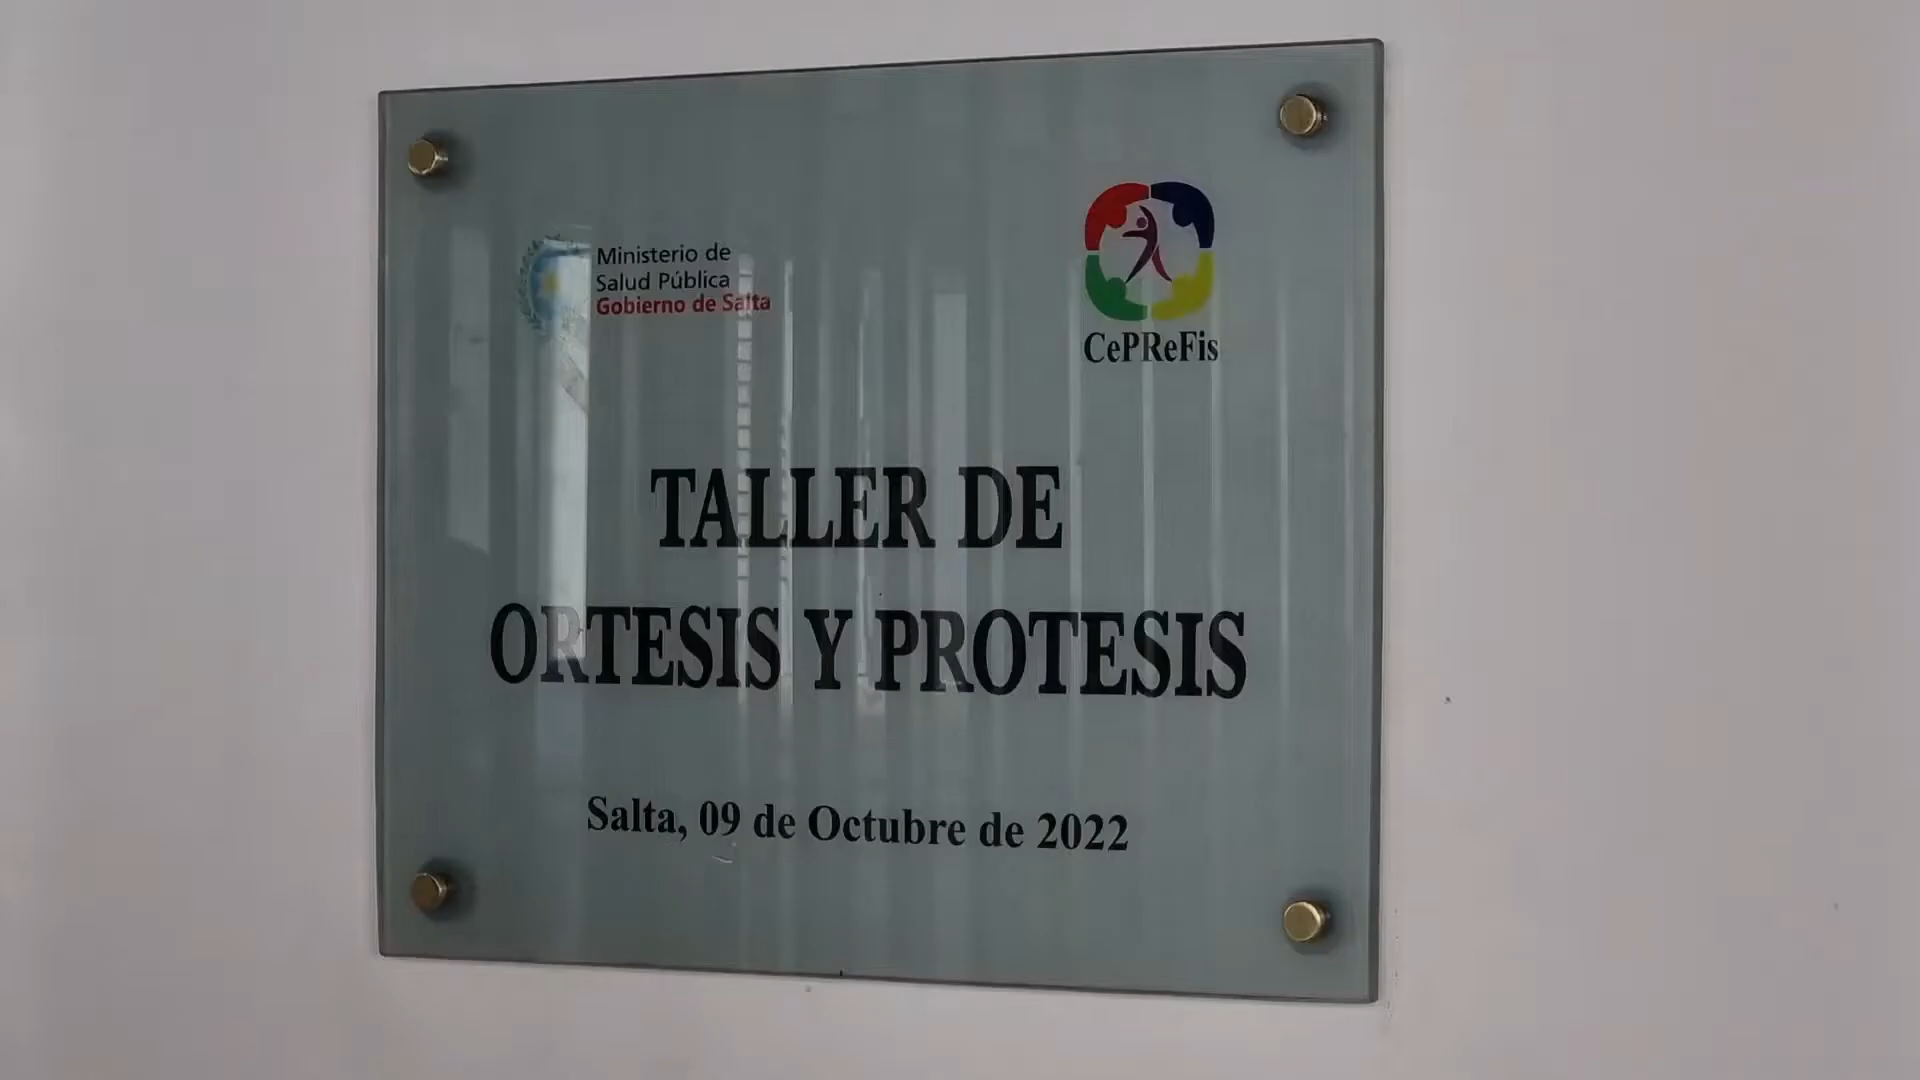 Ministerio de
Salud Pública
Gobierno de Salta
CePReFis
TALLER DE
ORTESIS Y PROTESIS
Salta, 09 de Octubre de 2022